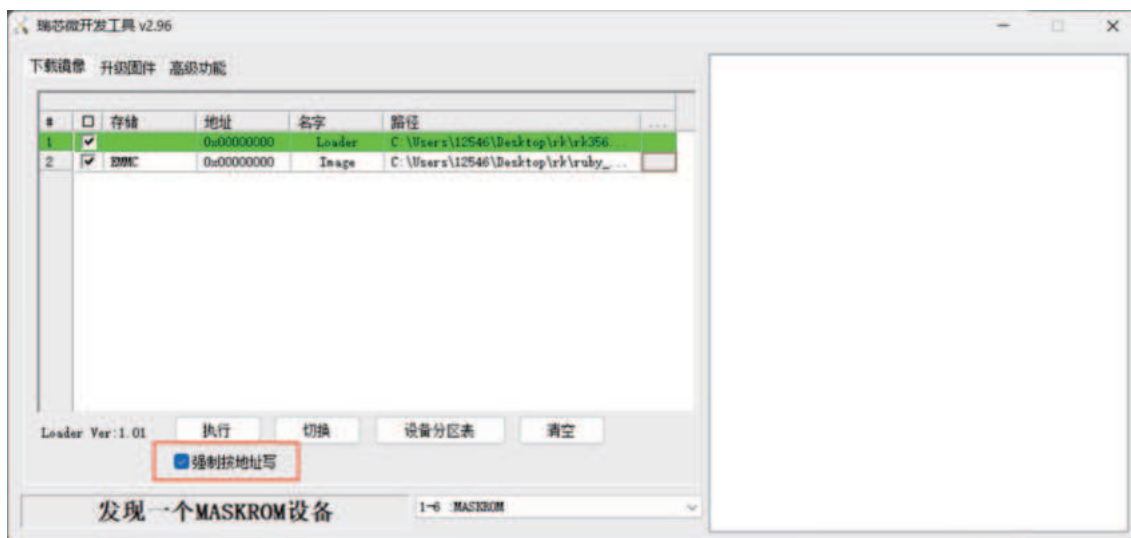 瑞芯微开发工具 v2.96
下载镜像 升级固件 高级功能
# 存储 地址 名字 路径 ...
1 0x00000000 Loader C:\Users\12546\Desktop\rk\rk356...
2 EMMC 0x00000000 Image C:\Users\12546\Desktop\rk\ruby_...
Loader Ver:1.01 执行 切换 设备分区表 清空
强制按地址写
发现一个MASKROM设备 1-6 :MASKROM